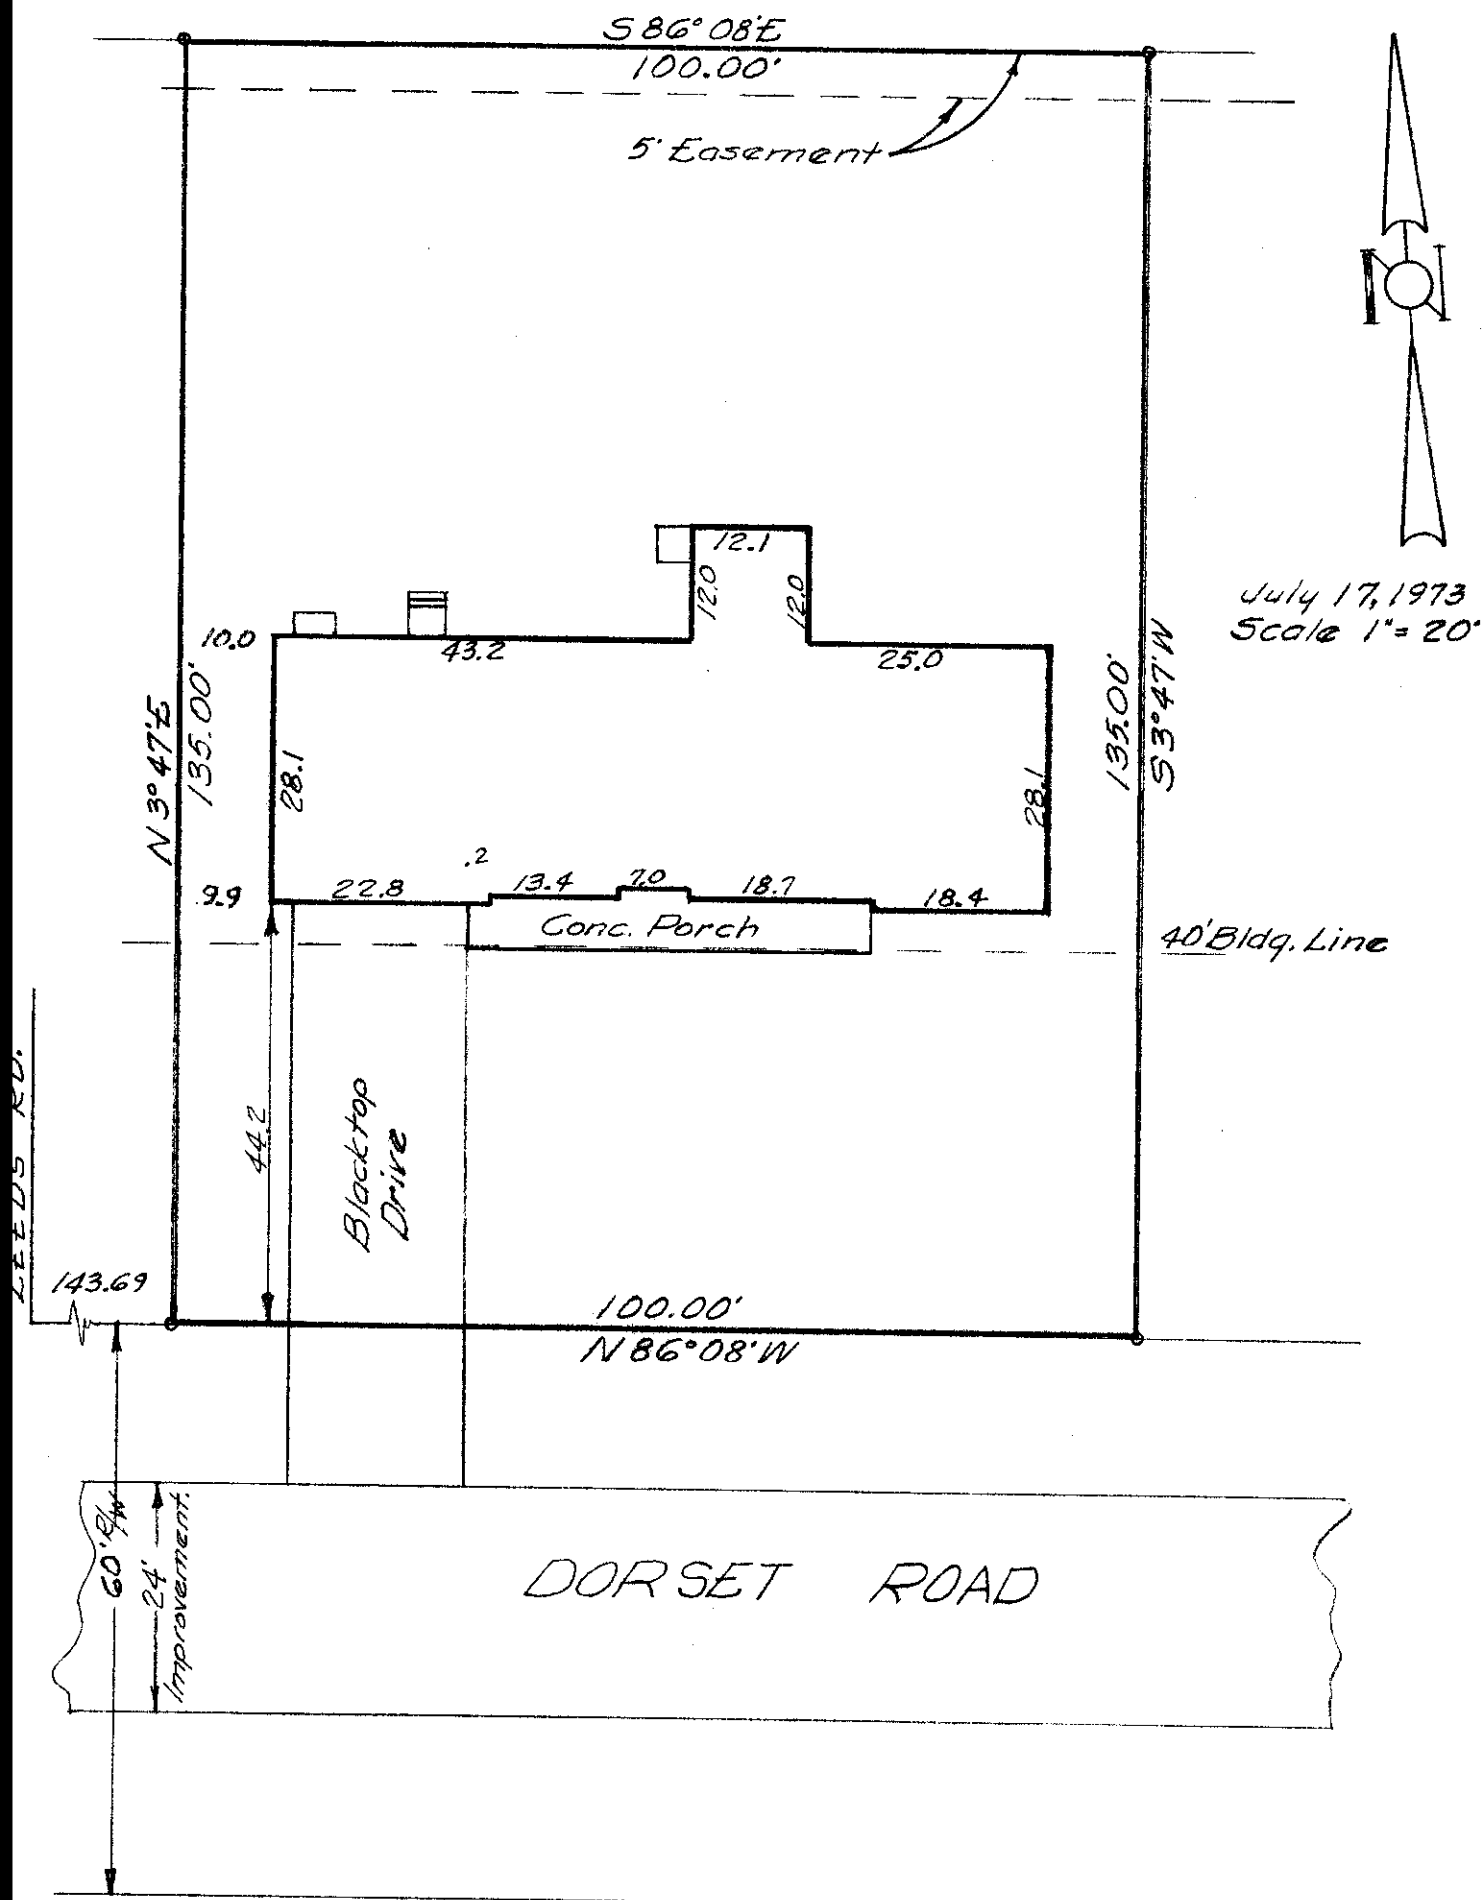 S 86° 08' E
100.00'
5' Easement
N
July 17, 1973
Scale 1" = 20'
12.1
12.0
12.0
10.0
43.2
25.0
N 3° 47' E
135.00'
28.1
28.1
135.00'
S 3° 47' W
.2
9.9
22.8
13.4
7.0
18.7
18.4
Conc. Porch
40' Bldg. Line
LEEDS RD.
44.2
Blacktop
Drive
143.69
100.00'
N 86° 08' W
60' R/W
24'
Improvement.
DORSET ROAD